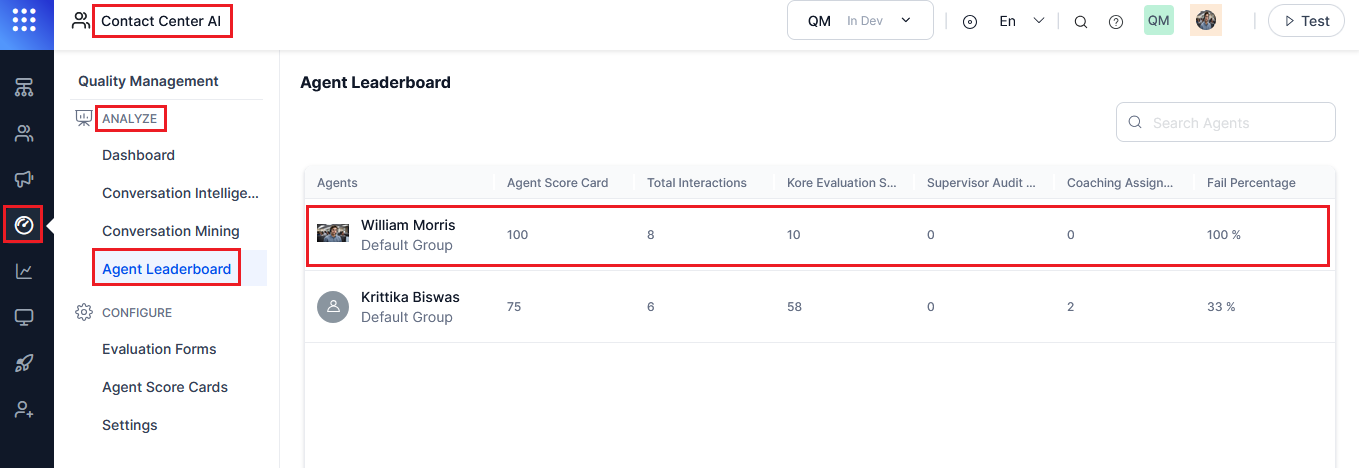 Contact Center AI
QM In Dev
En
QM
Test
Quality Management
ANALYZE
Dashboard
Conversation Intellige...
Conversation Mining
Agent Leaderboard
CONFIGURE
Evaluation Forms
Agent Score Cards
Settings
Agent Leaderboard
Search Agents
Agents Agent Score Card Total Interactions Kore Evaluation S... Supervisor Audit ... Coaching Assign... Fail Percentage
William Morris
Default Group
100 8 10 0 0 100 %
Krittika Biswas
Default Group
75 6 58 0 2 33 %